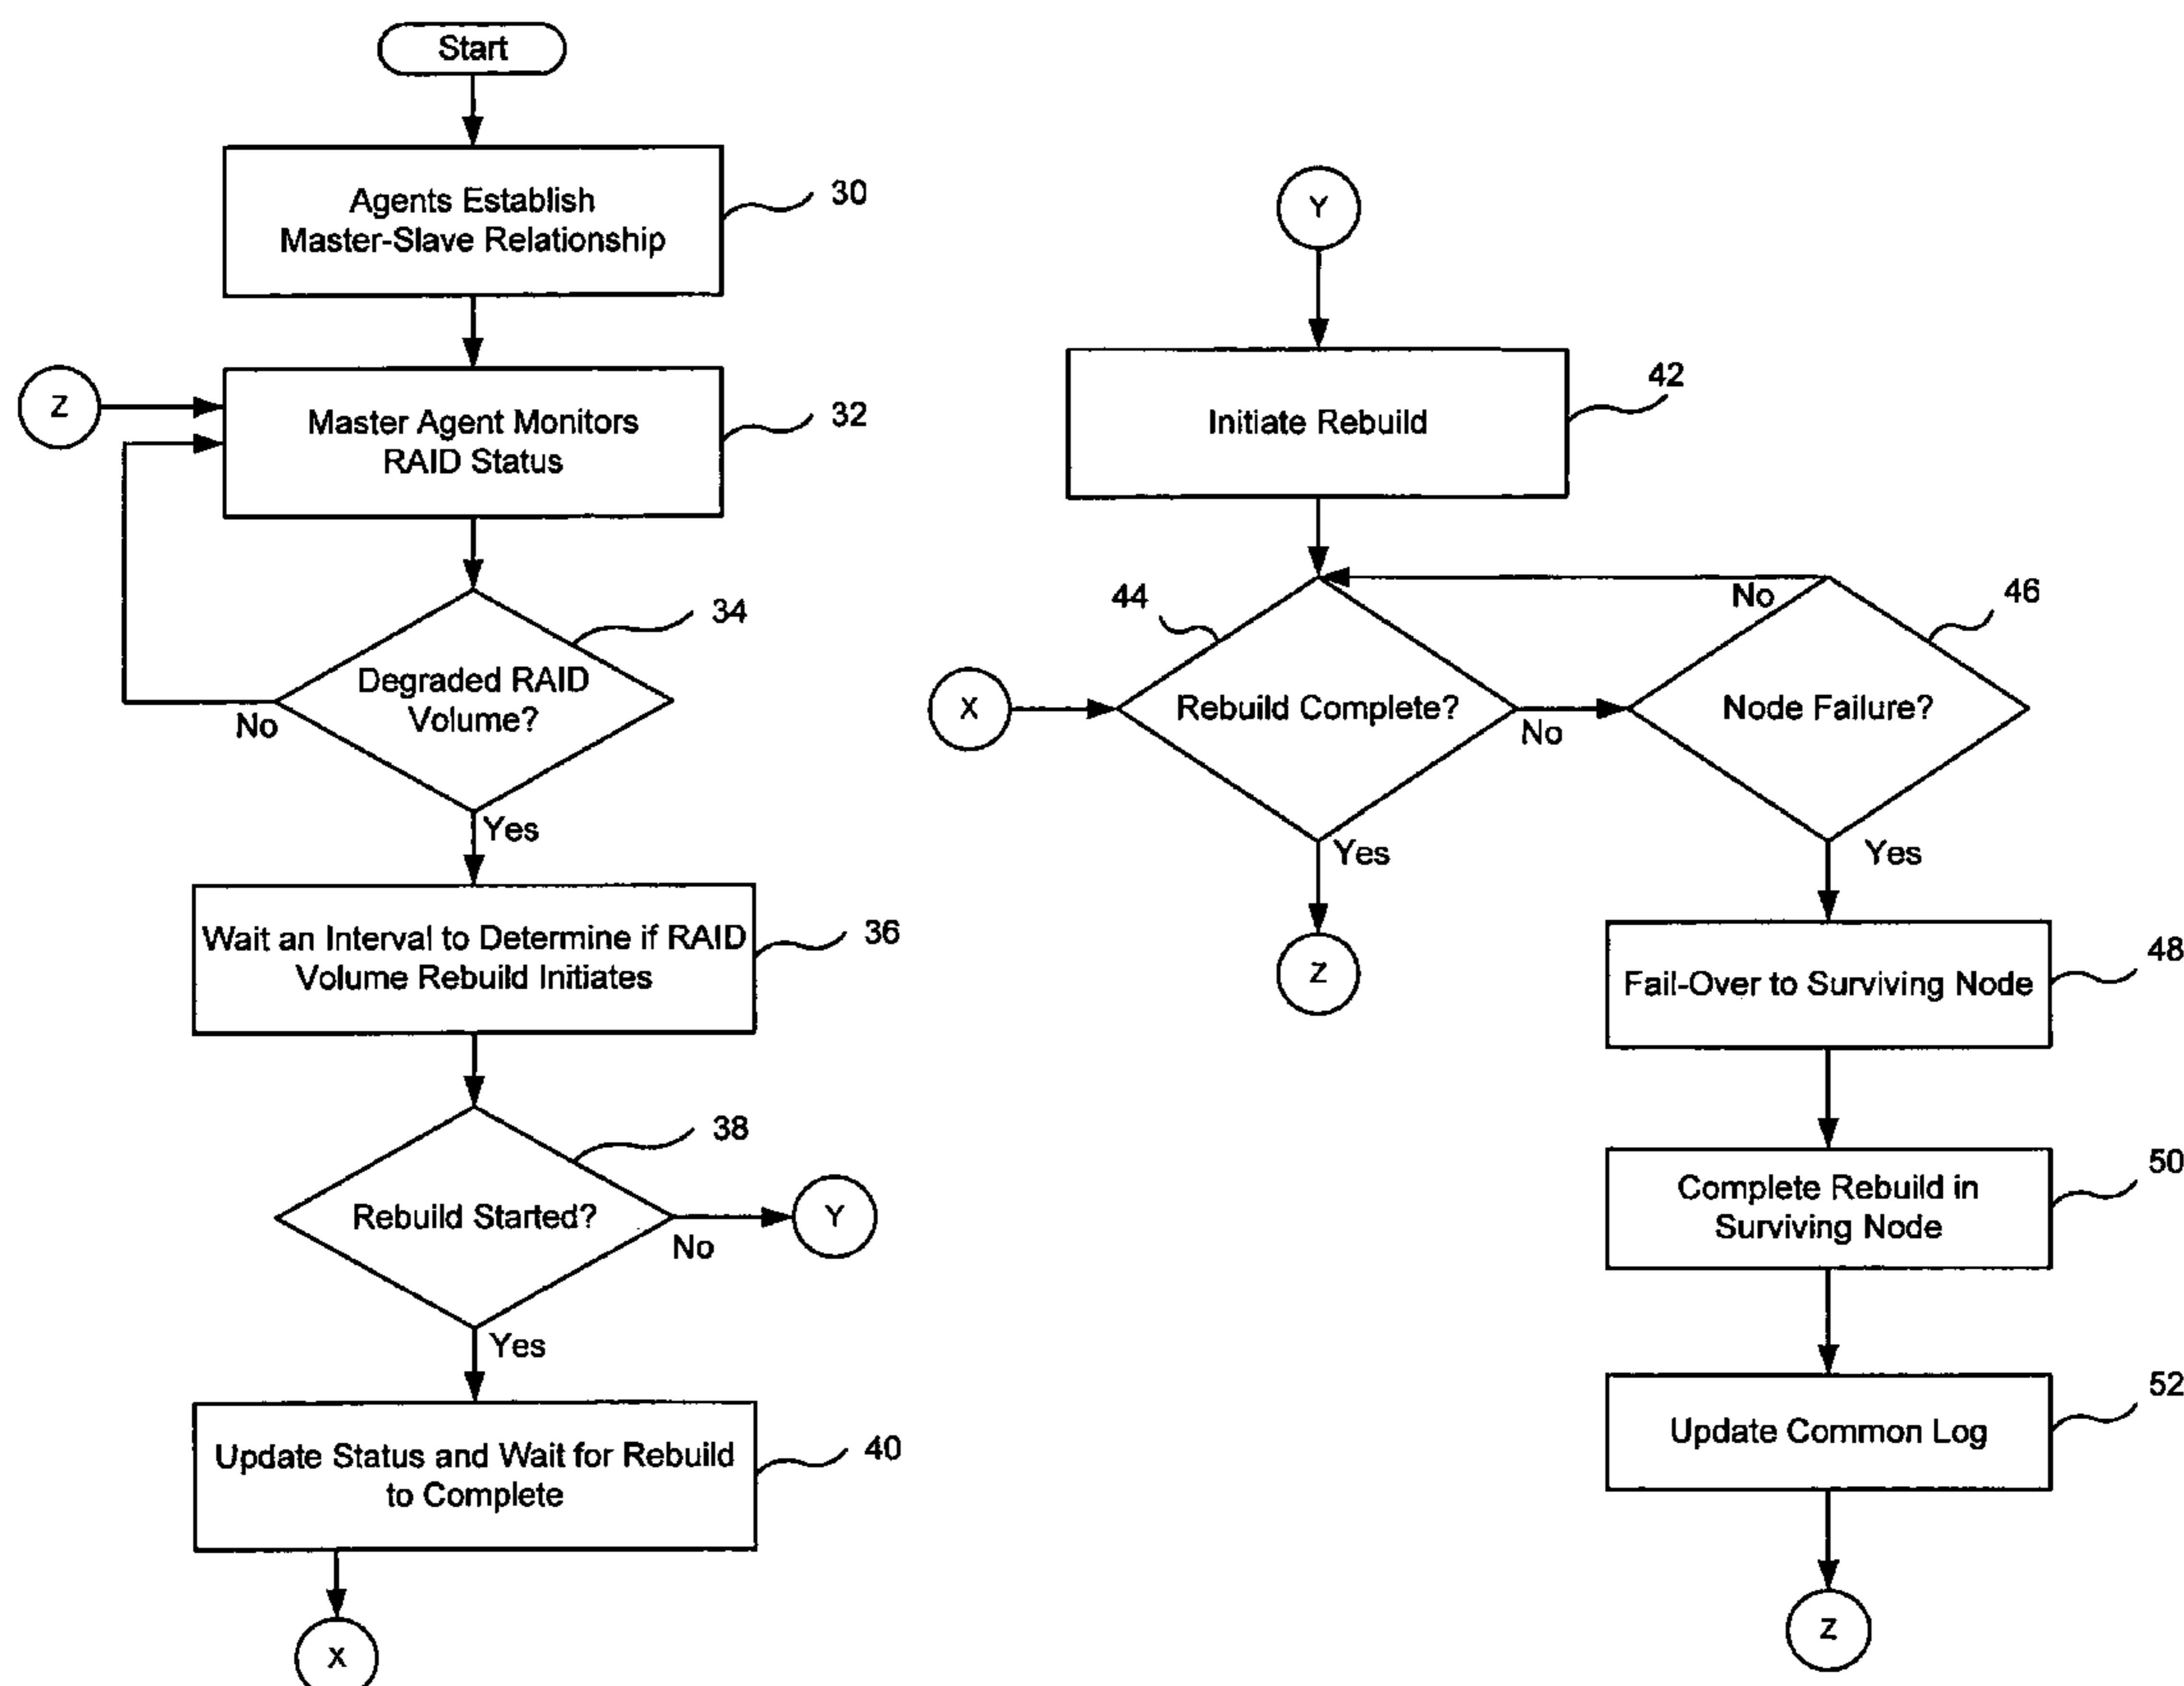 Start
Agents Establish
Master-Slave Relationship
30
Z
Master Agent Monitors
RAID Status
32
Degraded RAID
Volume?
34
No
Yes
Wait an Interval to Determine if RAID
Volume Rebuild Initiates
36
Rebuild Started?
38
No
Y
Yes
Update Status and Wait for Rebuild
to Complete
40
X
Y
Initiate Rebuild
42
44
X
Rebuild Complete?
No
Yes
Z
No
46
Node Failure?
Yes
Fail-Over to Surviving Node
48
Complete Rebuild in
Surviving Node
50
Update Common Log
52
Z